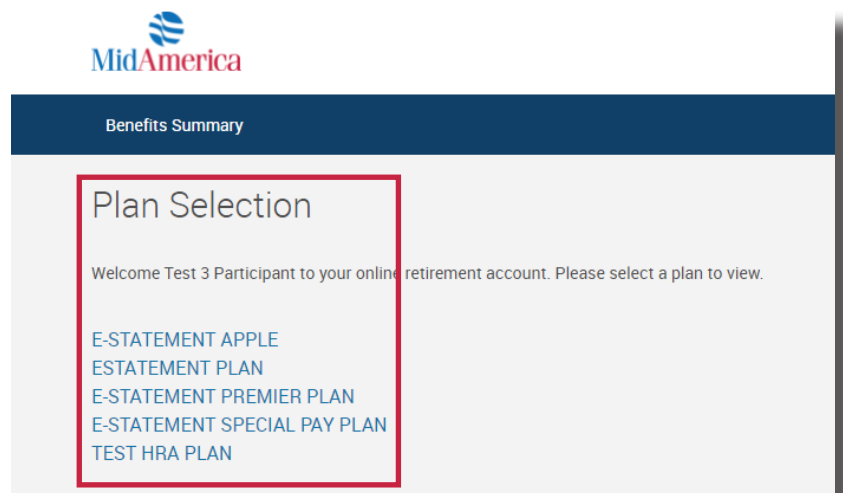 MidAmerica
Benefits Summary
Plan Selection
Welcome Test 3 Participant to your online retirement account. Please select a plan to view.
E-STATEMENT APPLE
ESTATEMENT PLAN
E-STATEMENT PREMIER PLAN
E-STATEMENT SPECIAL PAY PLAN
TEST HRA PLAN